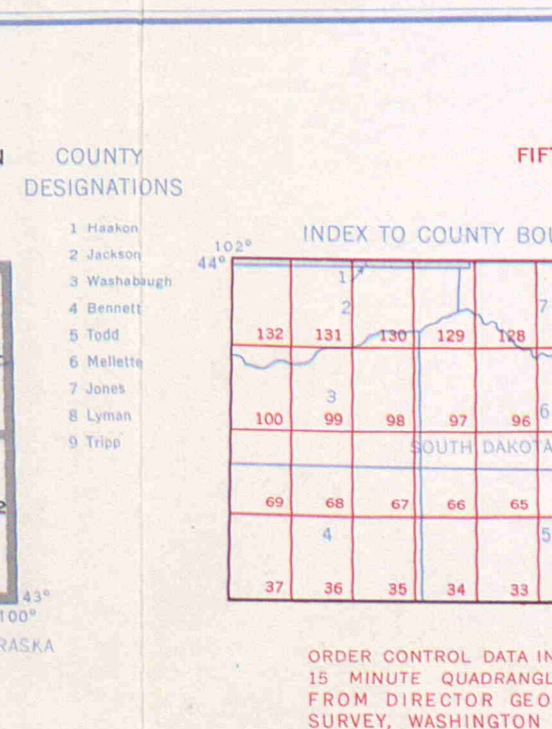 N
COUNTY
DESIGNATIONS
1 Haakon
2 Jackson
3 Washabaugh
4 Bennett
5 Todd
6 Mellette
7 Jones
8 Lyman
9 Tripp
2
43°
100°
RASKA
FIFT
INDEX TO COUNTY BOU
102°
44°
1
2
7
132 131 130 129 128
3
6
100 99 98 97 96
SOUTH DAKOTA
69 68 67 66 65
4
5
37 36 35 34 33
ORDER CONTROL DATA IN
15 MINUTE QUADRANGL
FROM DIRECTOR GEO
SURVEY, WASHINGTON